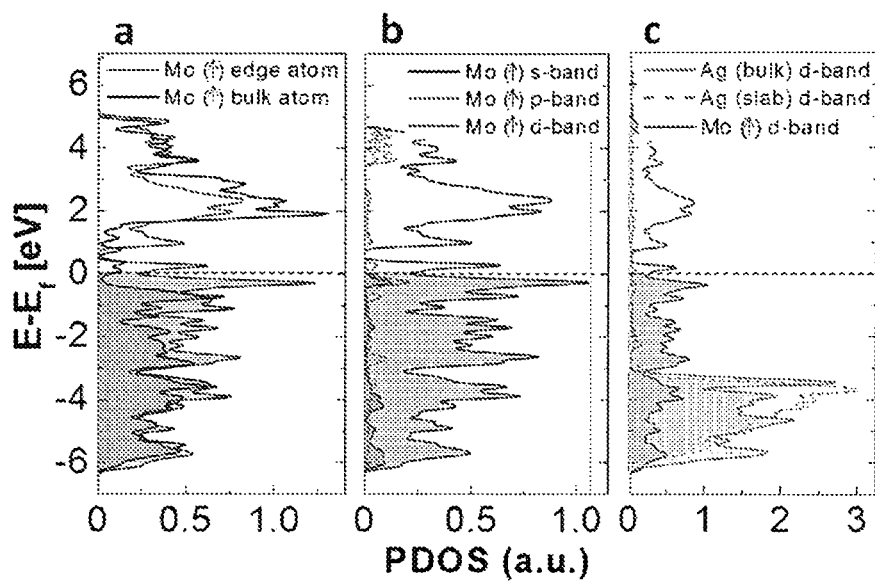 a
b
c
Mo (↑) edge atom
Mo (↑) bulk atom
Mo (↑) s-band
Mo (↑) p-band
Mo (↑) d-band
Ag (bulk) d-band
Ag (slab) d-band
Mo (↑) d-band
6
4
2
0
-2
-4
-6
E-Ef [eV]
0 0.5 1.0
0 0.5 1.0
0 1 2 3
PDOS (a.u.)